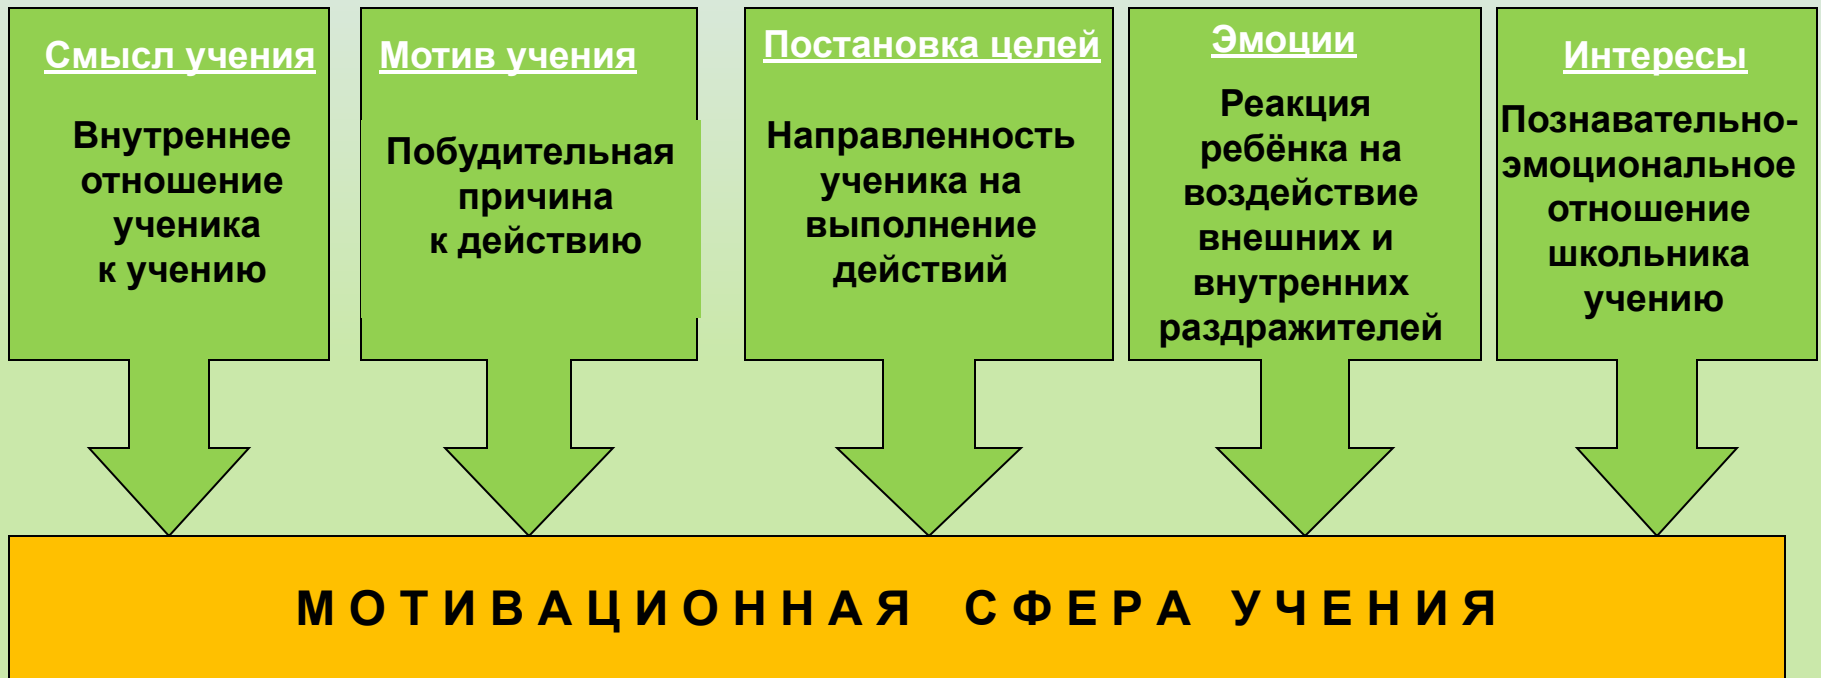 Смысл учения
Внутреннее
отношение
ученика
к учению
Мотив учения
Побудительная
причина
к действию
Постановка целей
Направленность
ученика на
выполнение
действий
Эмоции
Реакция
ребёнка на
воздействие
внешних и
внутренних
раздражителей
Интересы
Познавательно-
эмоциональное
отношение
школьника
учению
МОТИВАЦИОННАЯ СФЕРА УЧЕНИЯ